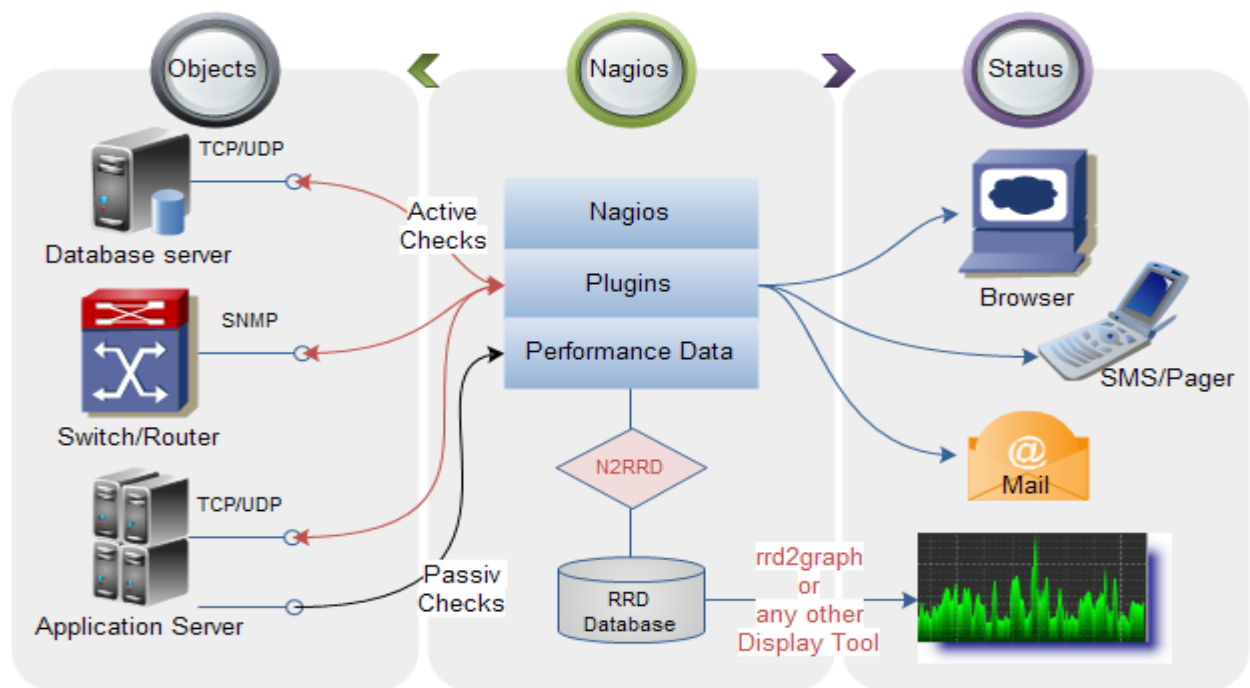 Objects
Nagios
Status
TCP/UDP
Database server
SNMP
Switch/Router
TCP/UDP
Application Server
Active
Checks
Passiv
Checks
Nagios
Plugins
Performance Data
N2RRD
RRD
Database
rrd2graph
or
any other
Display Tool
Browser
SMS/Pager
@
Mail